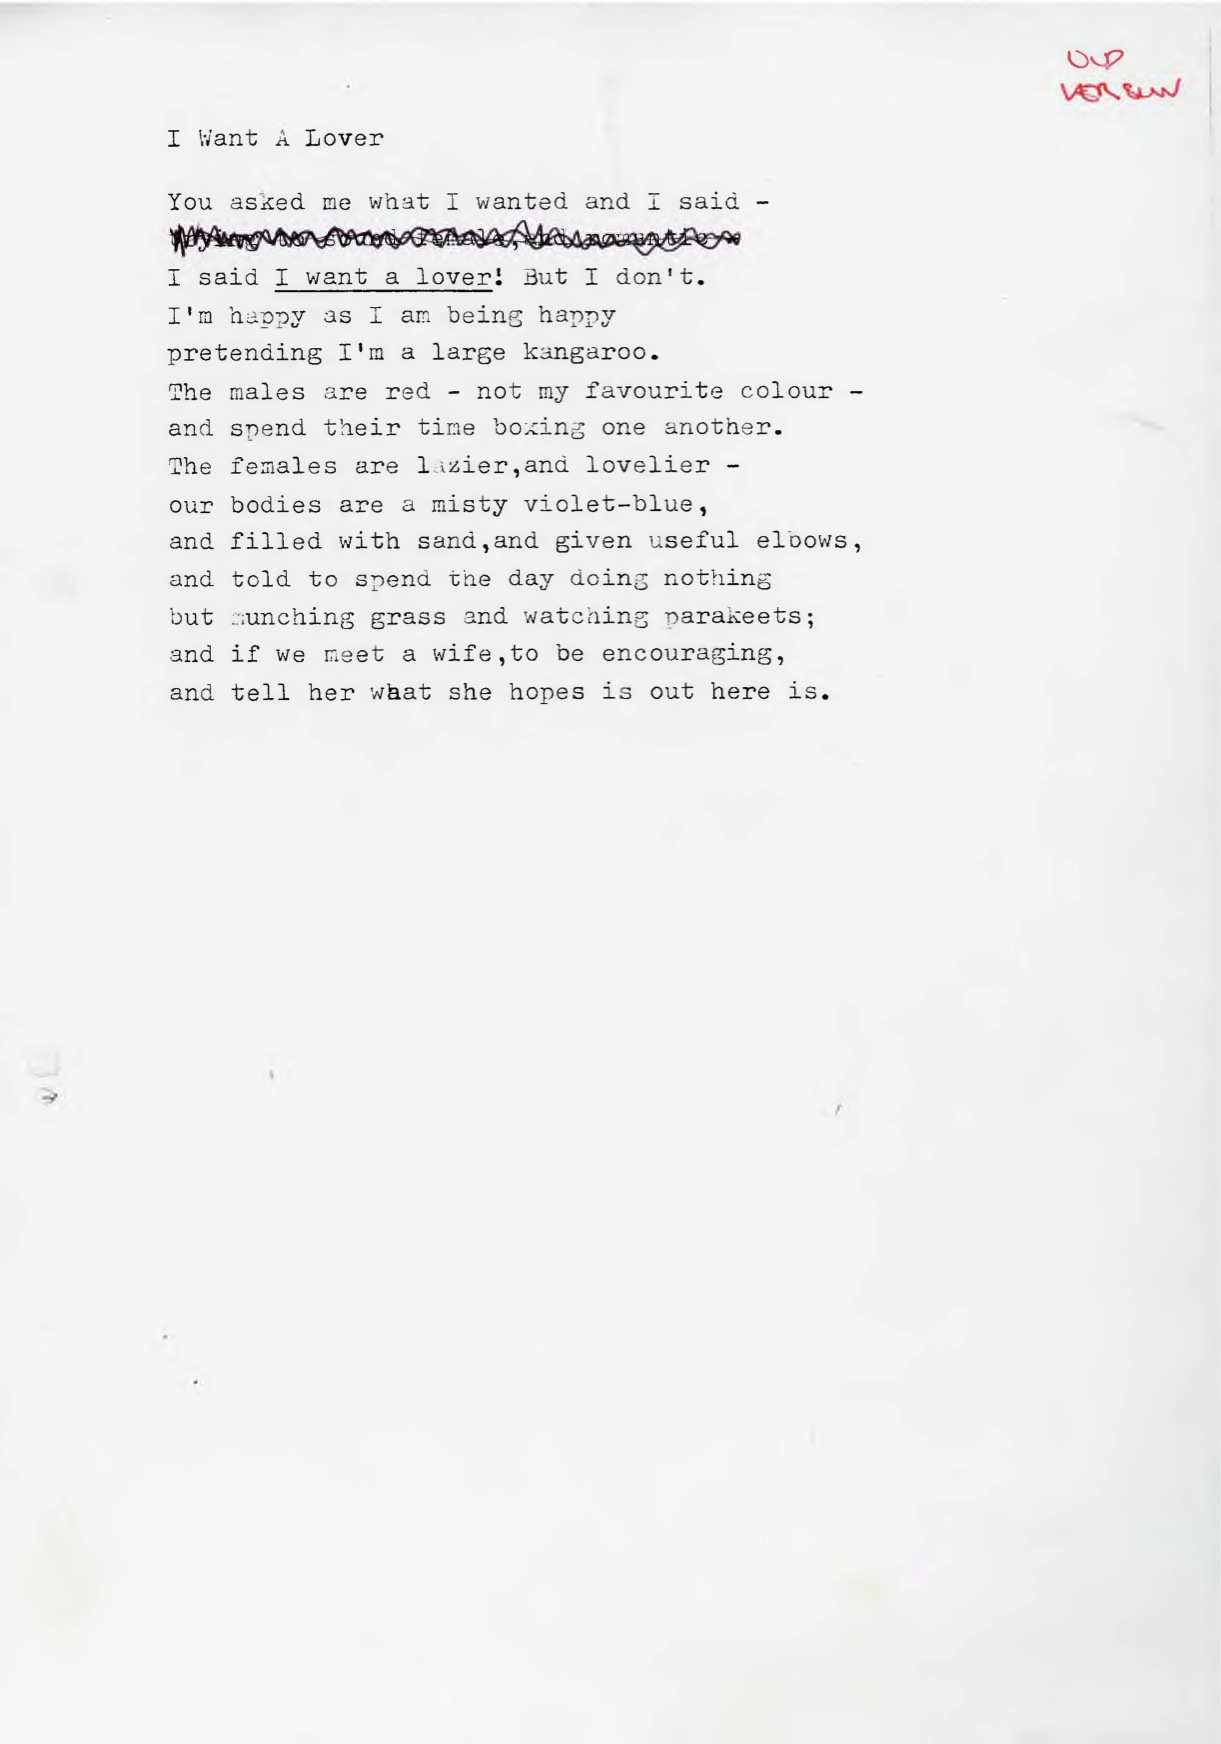 OLD
VERSION
I Want A Lover
You asked me what I wanted and I said -
I said I want a lover! But I don't.
I'm happy as I am being happy
pretending I'm a large kangaroo.
The males are red - not my favourite colour -
and spend their time boxing one another.
The females are lazier,and lovelier -
our bodies are a misty violet-blue,
and filled with sand,and given useful elbows,
and told to spend the day doing nothing
but munching grass and watching parakeets;
and if we meet a wife,to be encouraging,
and tell her what she hopes is out here is.